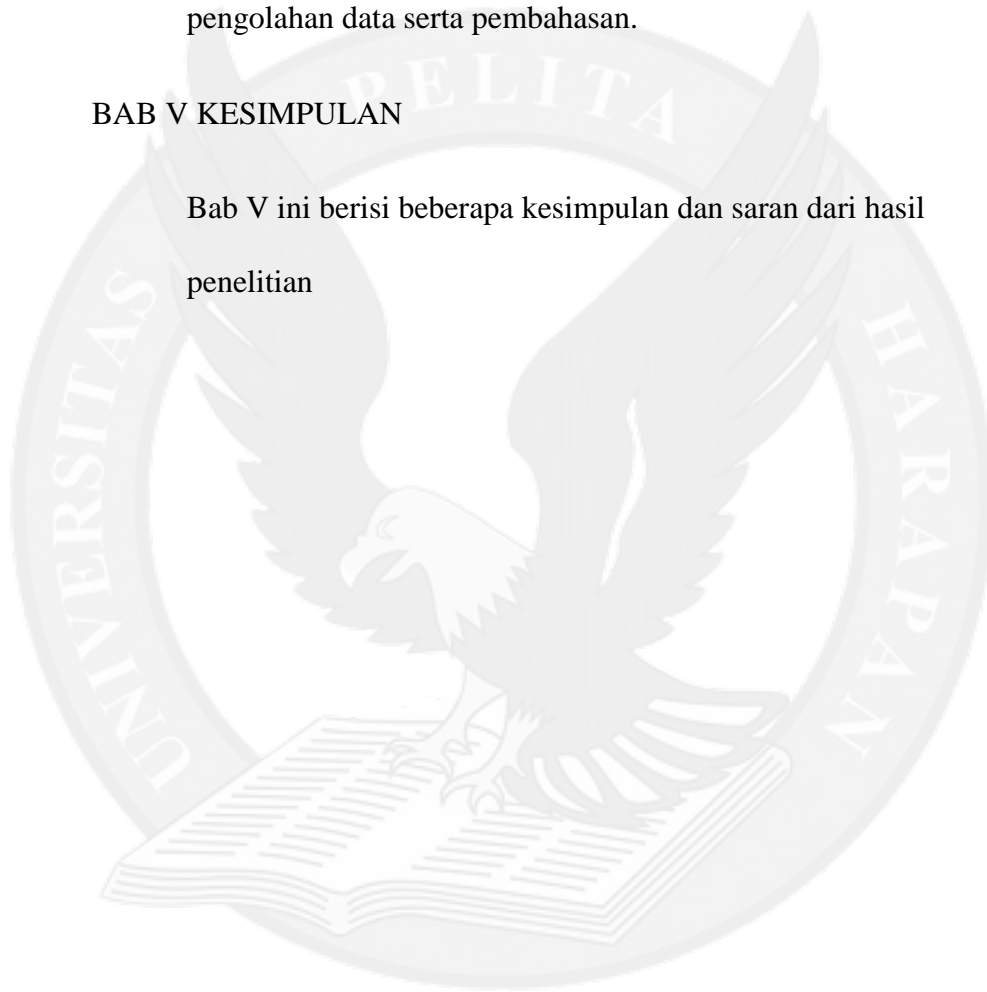 pengolahan data serta pembahasan.
BAB V KESIMPULAN
Bab V ini berisi beberapa kesimpulan dan saran dari hasil
penelitian
UNIVERSITAS PELITA HARAPAN